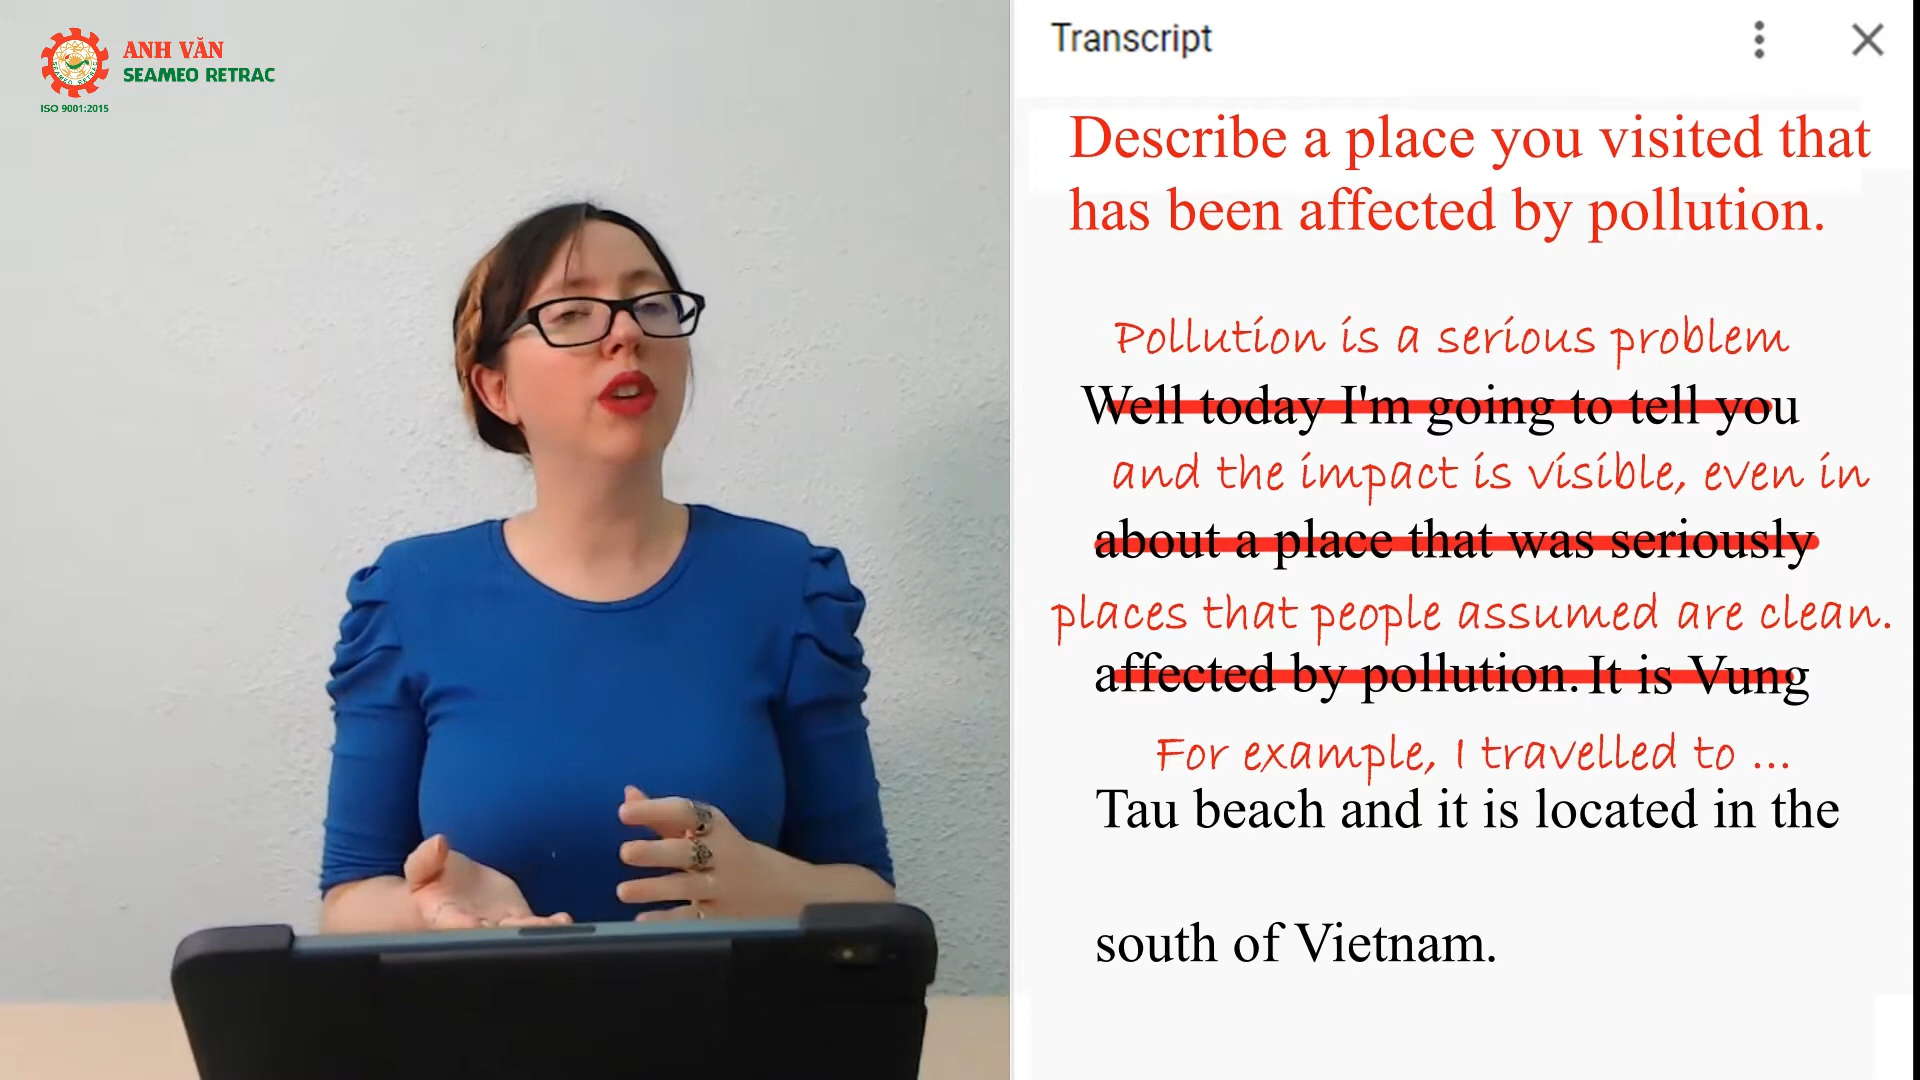 ANH VĂN
SEAMEO RETRAC
ISO 9001:2015
Transcript
Describe a place you visited that
has been affected by pollution.
Pollution is a serious problem
Well today I'm going to tell you
and the impact is visible, even in
about a place that was seriously
places that people assumed are clean.
affected by pollution. It is Vung
For example, I travelled to ...
Tau beach and it is located in the
south of Vietnam.